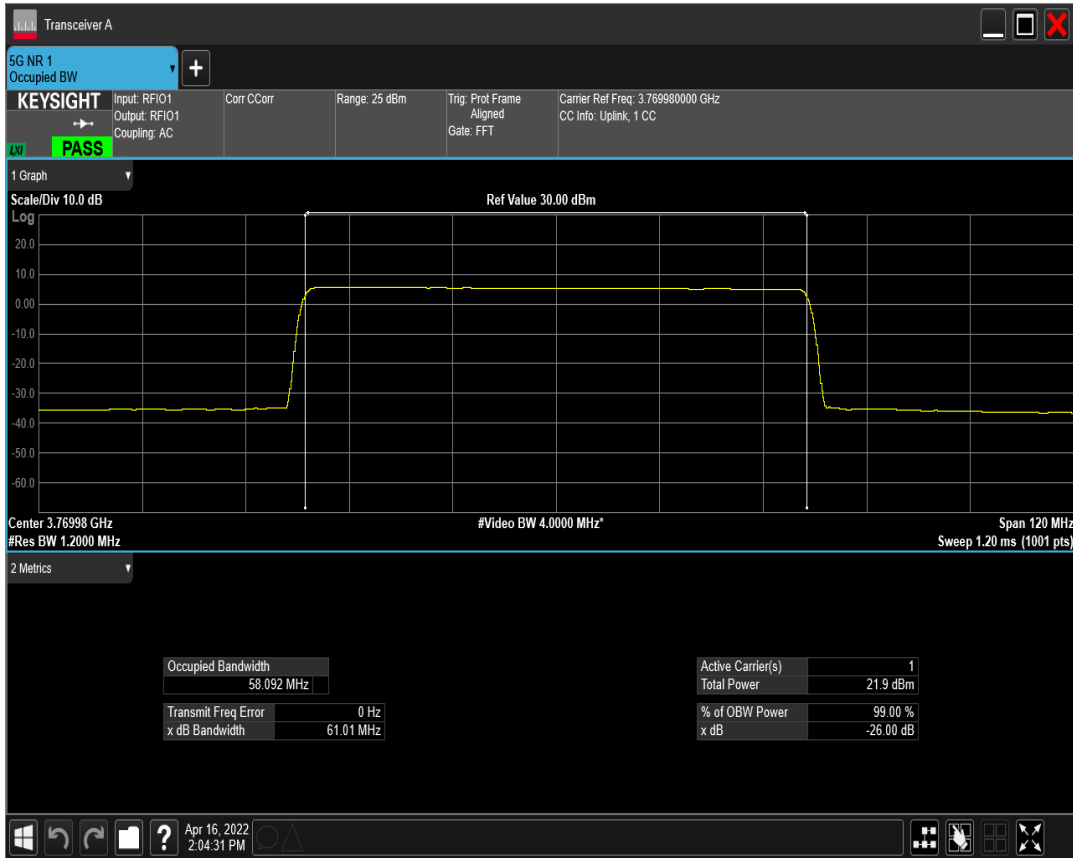 Transceiver A
5G NR 1
Occupied BW
KEYSIGHT
LXI
PASS
Input: RFIO1
Output: RFIO1
Coupling: AC
Corr CCorr
Range: 25 dBm
Trig: Prot Frame
Aligned
Gate: FFT
Carrier Ref Freq: 3.769980000 GHz
CC Info: Uplink, 1 CC
1 Graph
Scale/Div 10.0 dB
Ref Value 30.00 dBm
Log
20.0
10.0
0.00
-10.0
-20.0
-30.0
-40.0
-50.0
-60.0
Center 3.76998 GHz
#Video BW 4.0000 MHz*
Span 120 MHz
#Res BW 1.2000 MHz
Sweep 1.20 ms (1001 pts)
2 Metrics
Occupied Bandwidth
58.092 MHz
Transmit Freq Error 0 Hz
x dB Bandwidth 61.01 MHz
Active Carrier(s) 1
Total Power 21.9 dBm
% of OBW Power 99.00 %
x dB -26.00 dB
?
Apr 16, 2022
2:04:31 PM